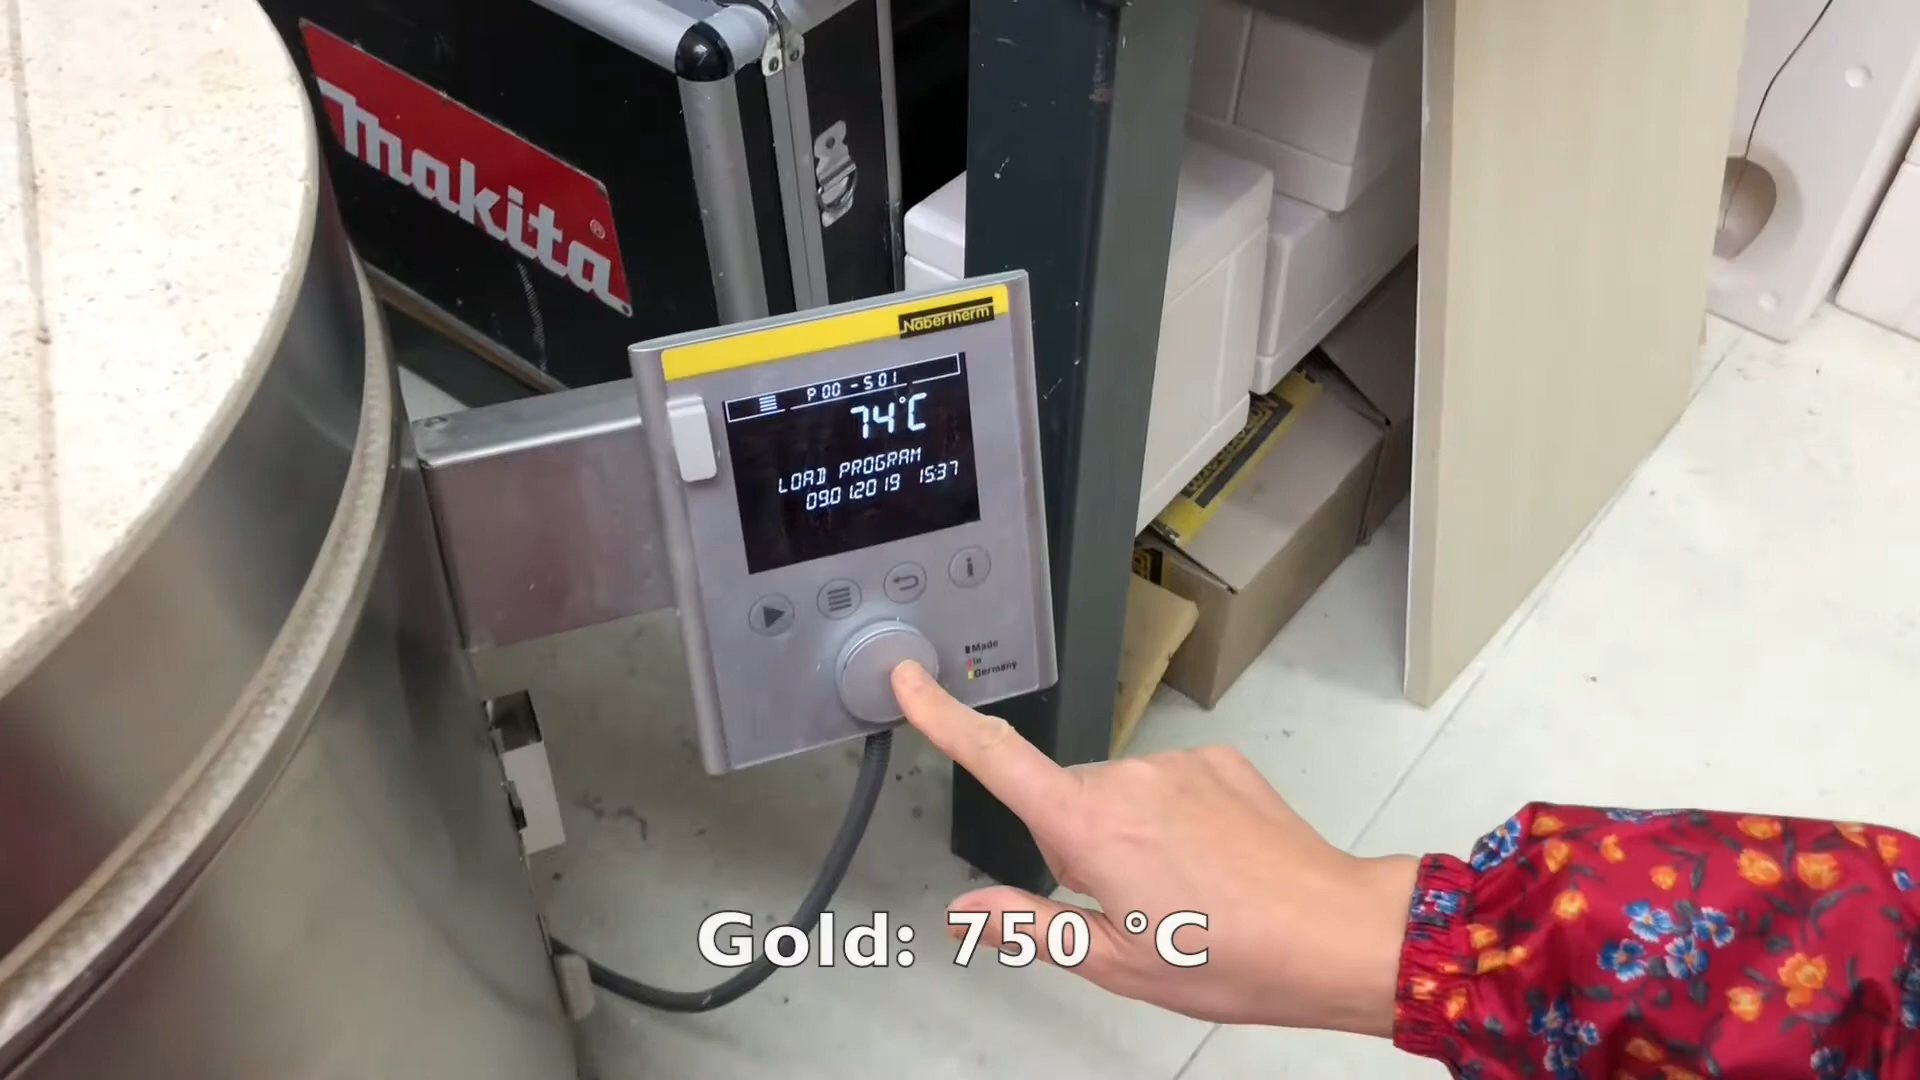 makita®
Nabertherm
P00 - S01
74°C
LOAD PROGRAM
09.01.2019 15:37
Made
in
Germany
Gold: 750 °C